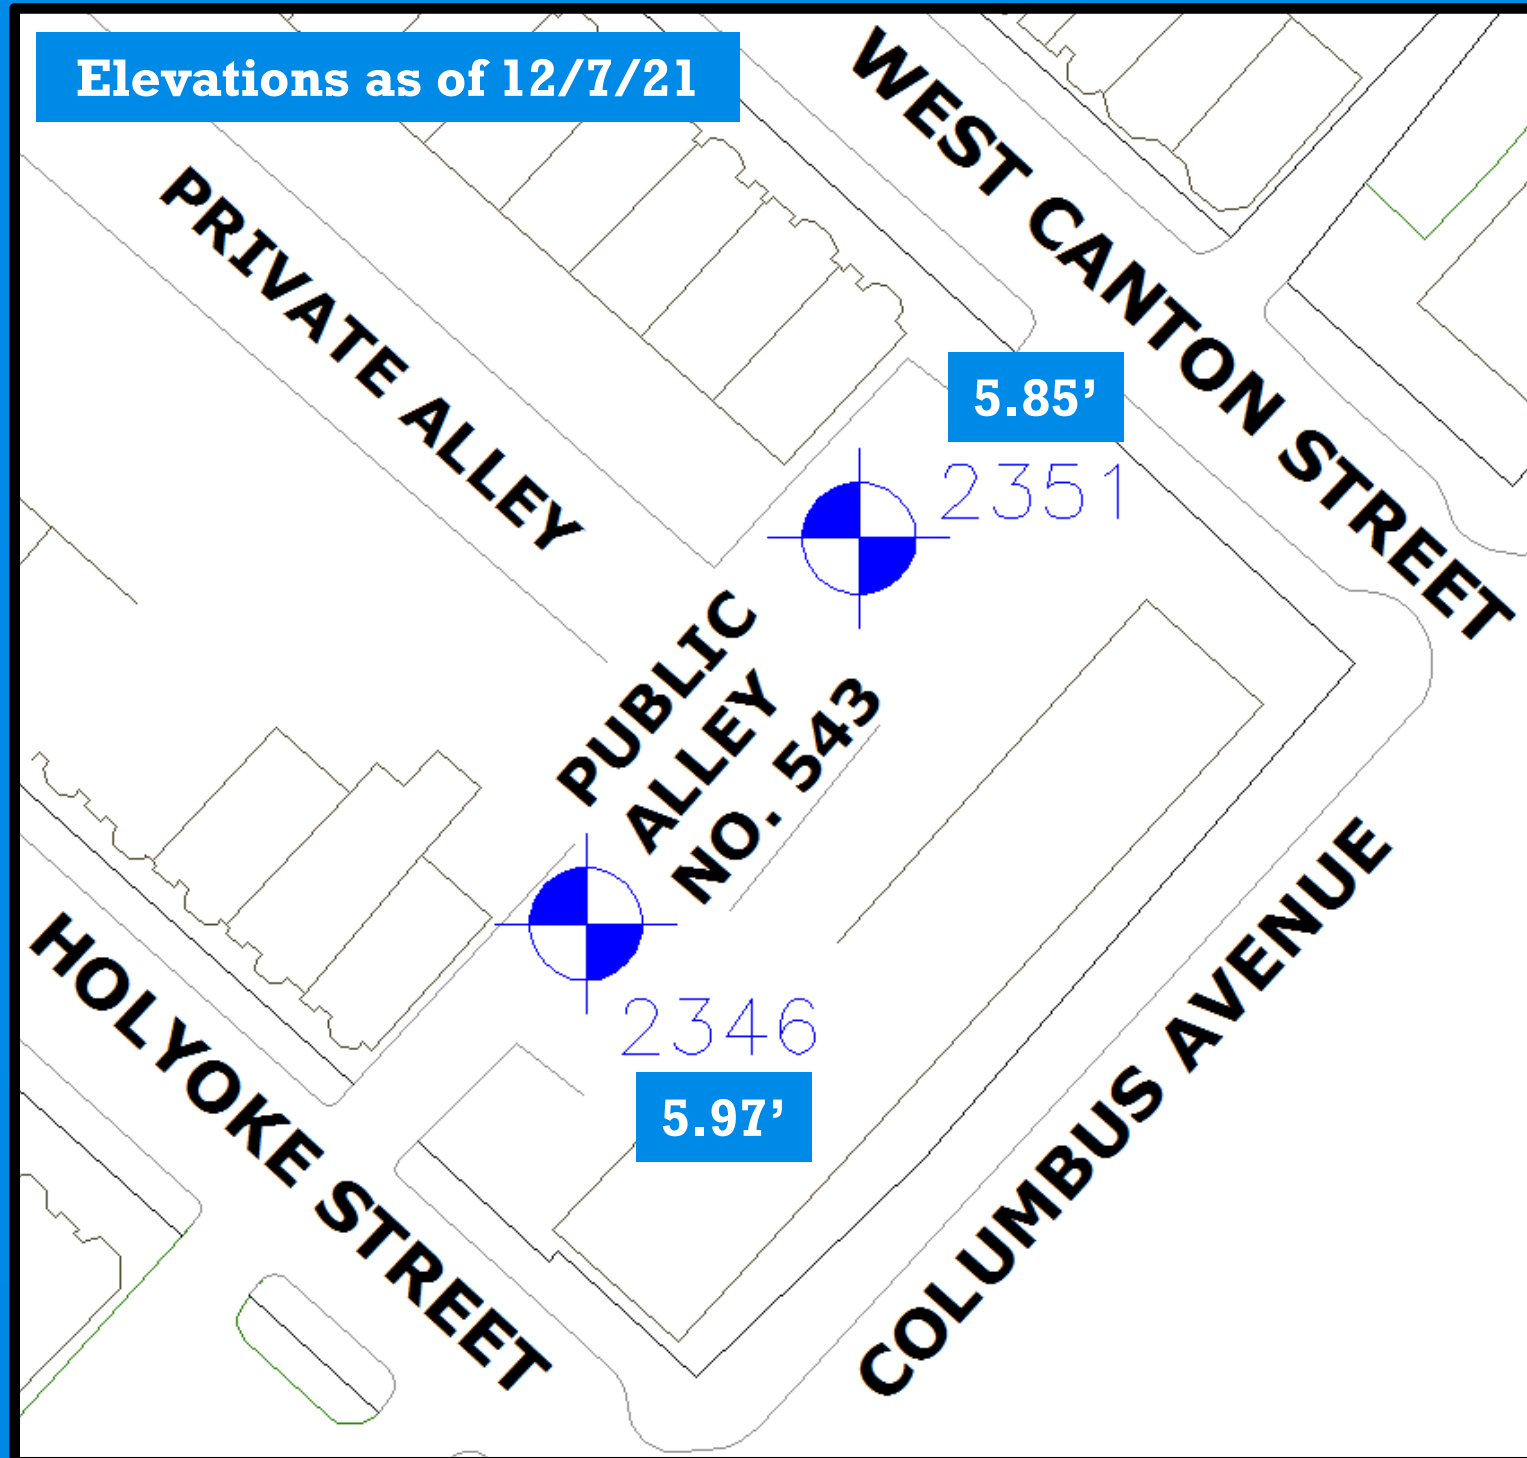 Elevations as of 12/7/21
WEST CANTON STREET
PRIVATE ALLEY
5.85’
2351
PUBLIC
ALLEY
NO. 543
2346
5.97’
HOLYOKE STREET
COLUMBUS AVENUE